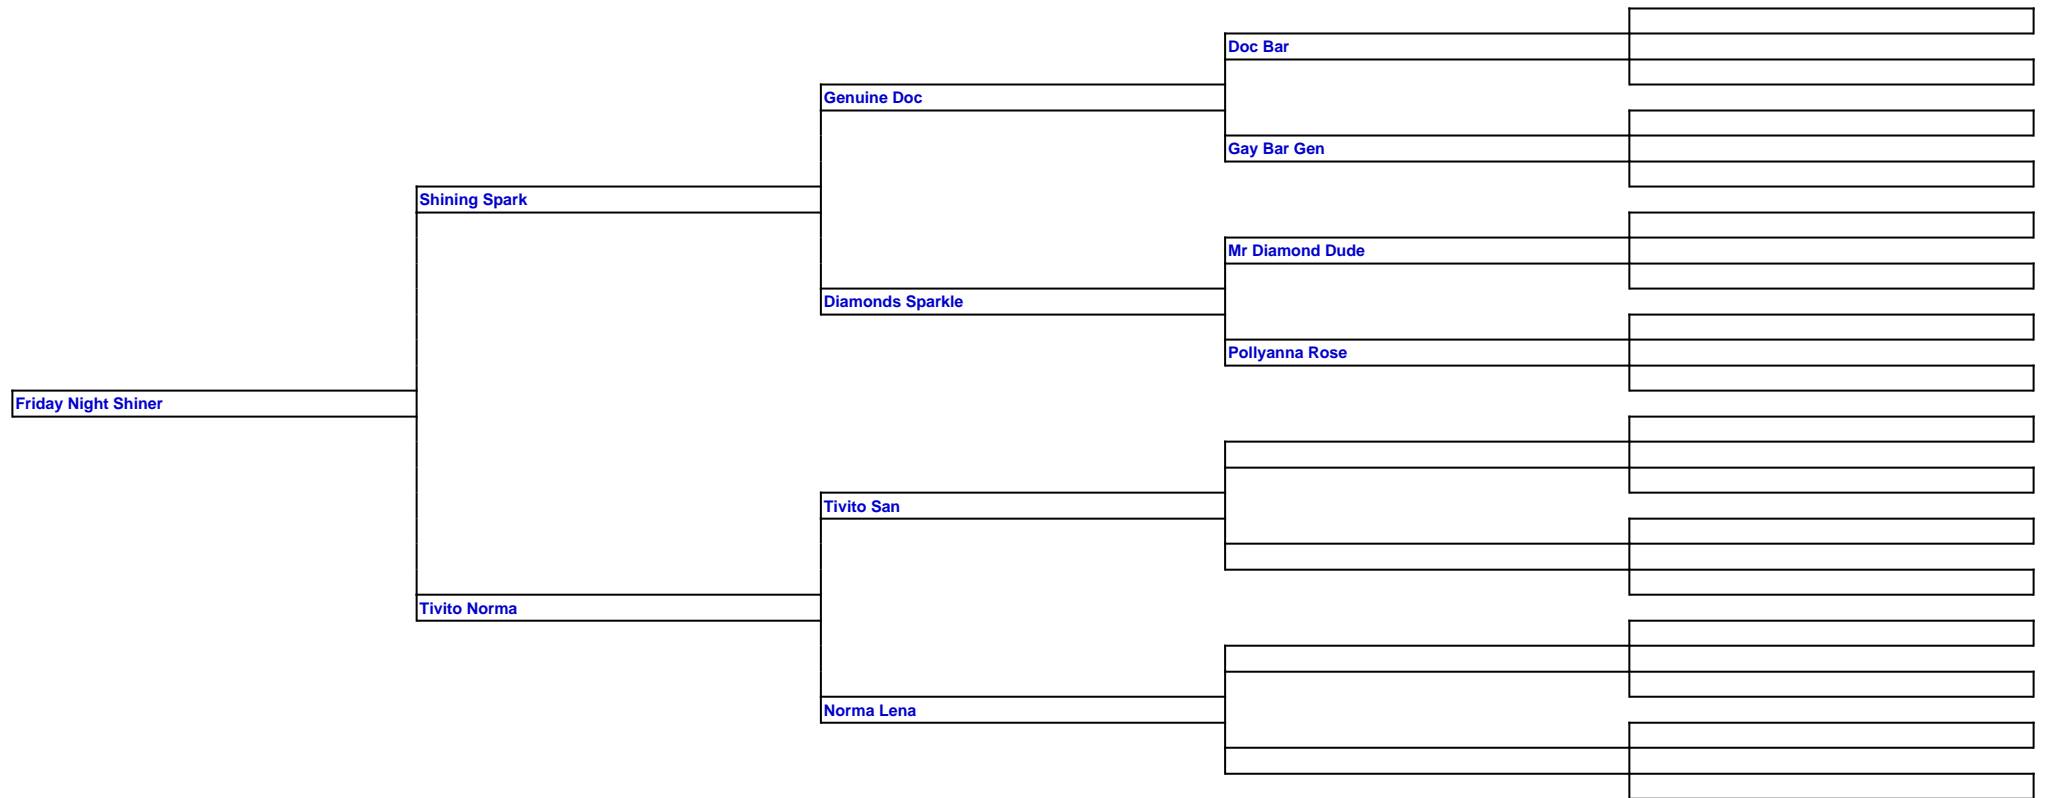 Doc Bar
Genuine Doc
Gay Bar Gen
Shining Spark
Mr Diamond Dude
Diamonds Sparkle
Pollyanna Rose
Friday Night Shiner
Tivito San
Tivito Norma
Norma Lena